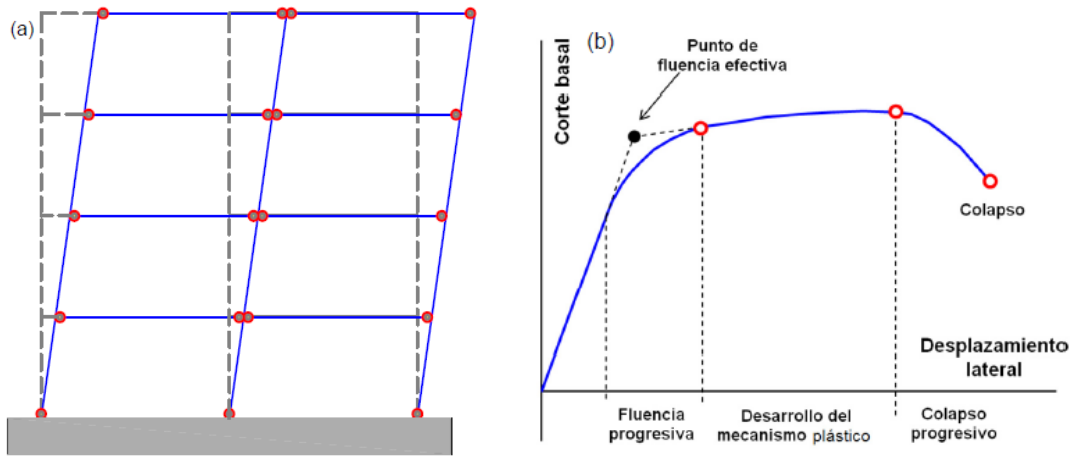 (a)
(b)
Corte basal
Punto de
fluencia efectiva
Colapso
Desplazamiento
lateral
Fluencia
progresiva
Desarrollo del
mecanismo plástico
Colapso
progresivo